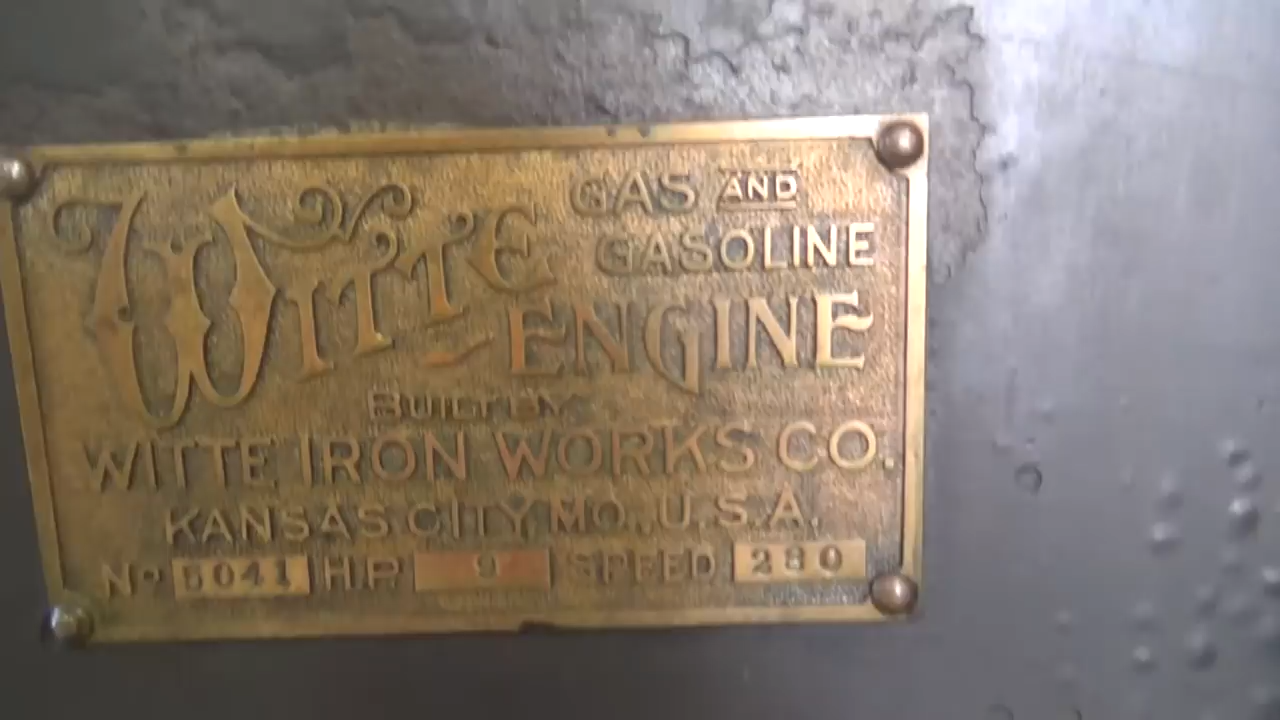 WITTE GAS AND
GASOLINE
ENGINE
BUILT BY
WITTE IRON WORKS CO.
KANSAS CITY, MO., U.S.A.
No 5041 H.P. 9 SPEED 280